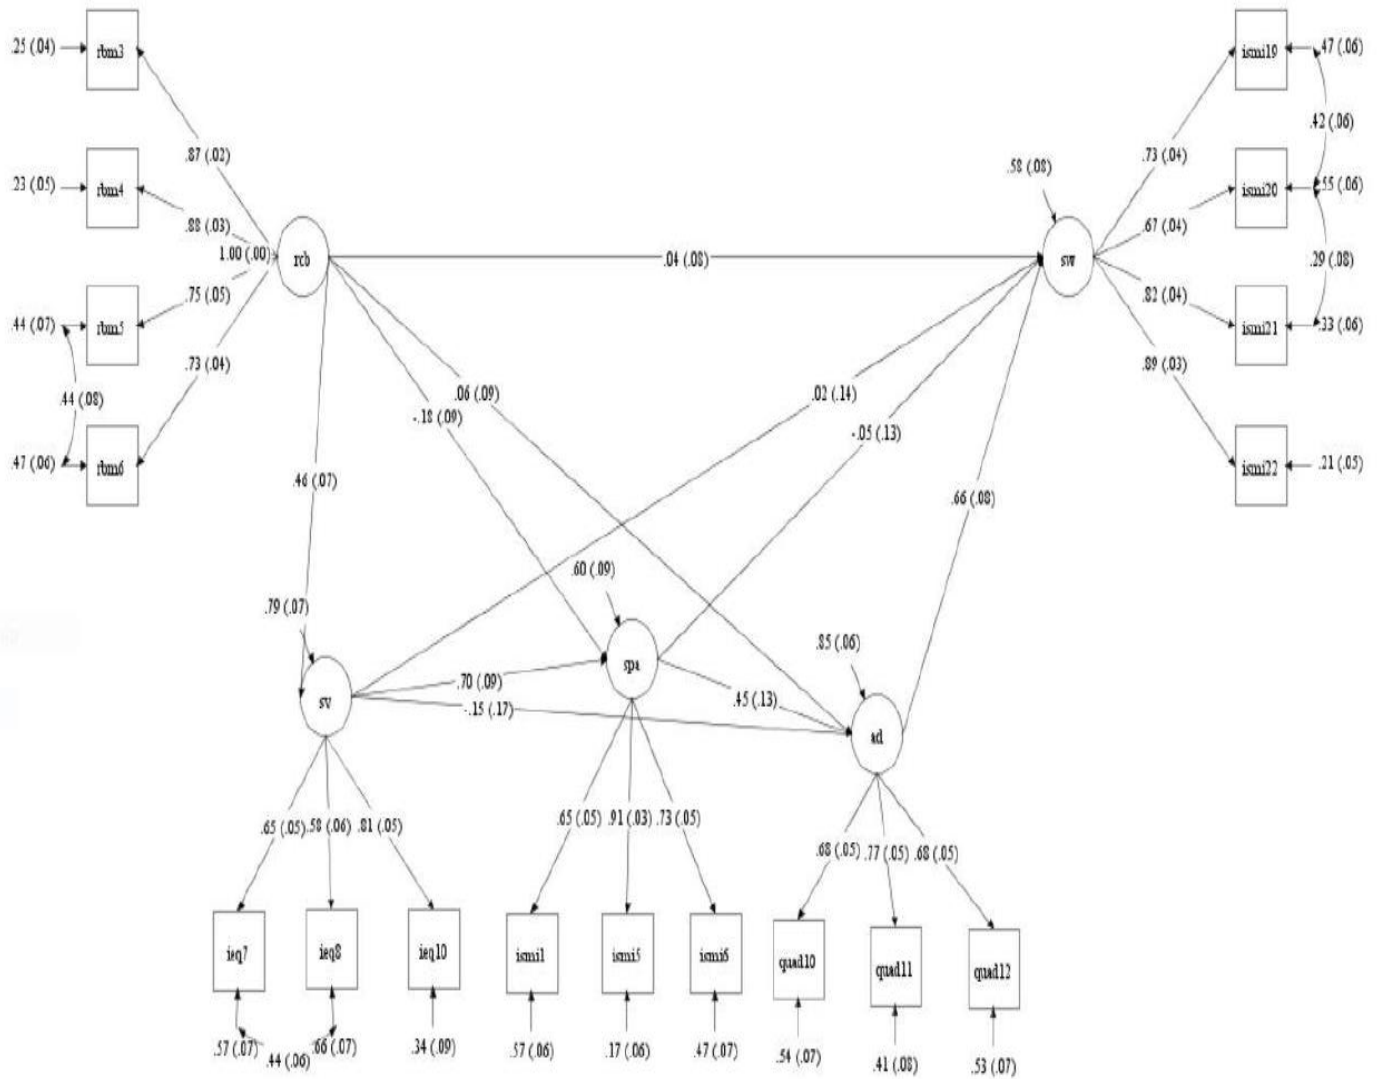 .25 (.04) rbm3 ismi19 .47 (.06)
.42 (.06)
.87 (.02) .73 (.04)
.58 (.08)
.23 (.05) rbm4 ismi20 .55 (.06)
.88 (.03) .67 (.04)
1.00 (.00) rcb .04 (.08) svr .29 (.08)
.75 (.05) .82 (.04)
.44 (.07) rbm5 ismi21 .33 (.06)
.73 (.04) .89 (.03)
.44 (.08) .06 (.09) .02 (.14)
-.18 (.09) -.05 (.13)
.47 (.06) rbm6 ismi22 .21 (.05)
.46 (.07) .66 (.08)
.60 (.09)
.79 (.07)
.85 (.06)
spa
.70 (.09)
sv .45 (.13)
-.15 (.17) ad
.65 (.05) .58 (.06) .81 (.05) .65 (.05) .91 (.03) .73 (.05)
.68 (.05) .77 (.05) .68 (.05)
ieq7 ieq8 ieq10 ismi1 ismi5 ismi6 quad10 quad11 quad12
.57 (.07) .66 (.07) .34 (.09) .57 (.06) .17 (.06) .47 (.07) .54 (.07) .41 (.08) .53 (.07)
.44 (.06)